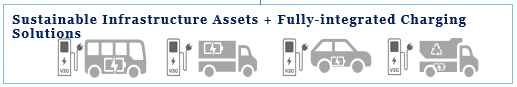 Sustainable Infrastructure Assets + Fully-integrated Charging
Solutions
V2G
V2G
V2G
V2G